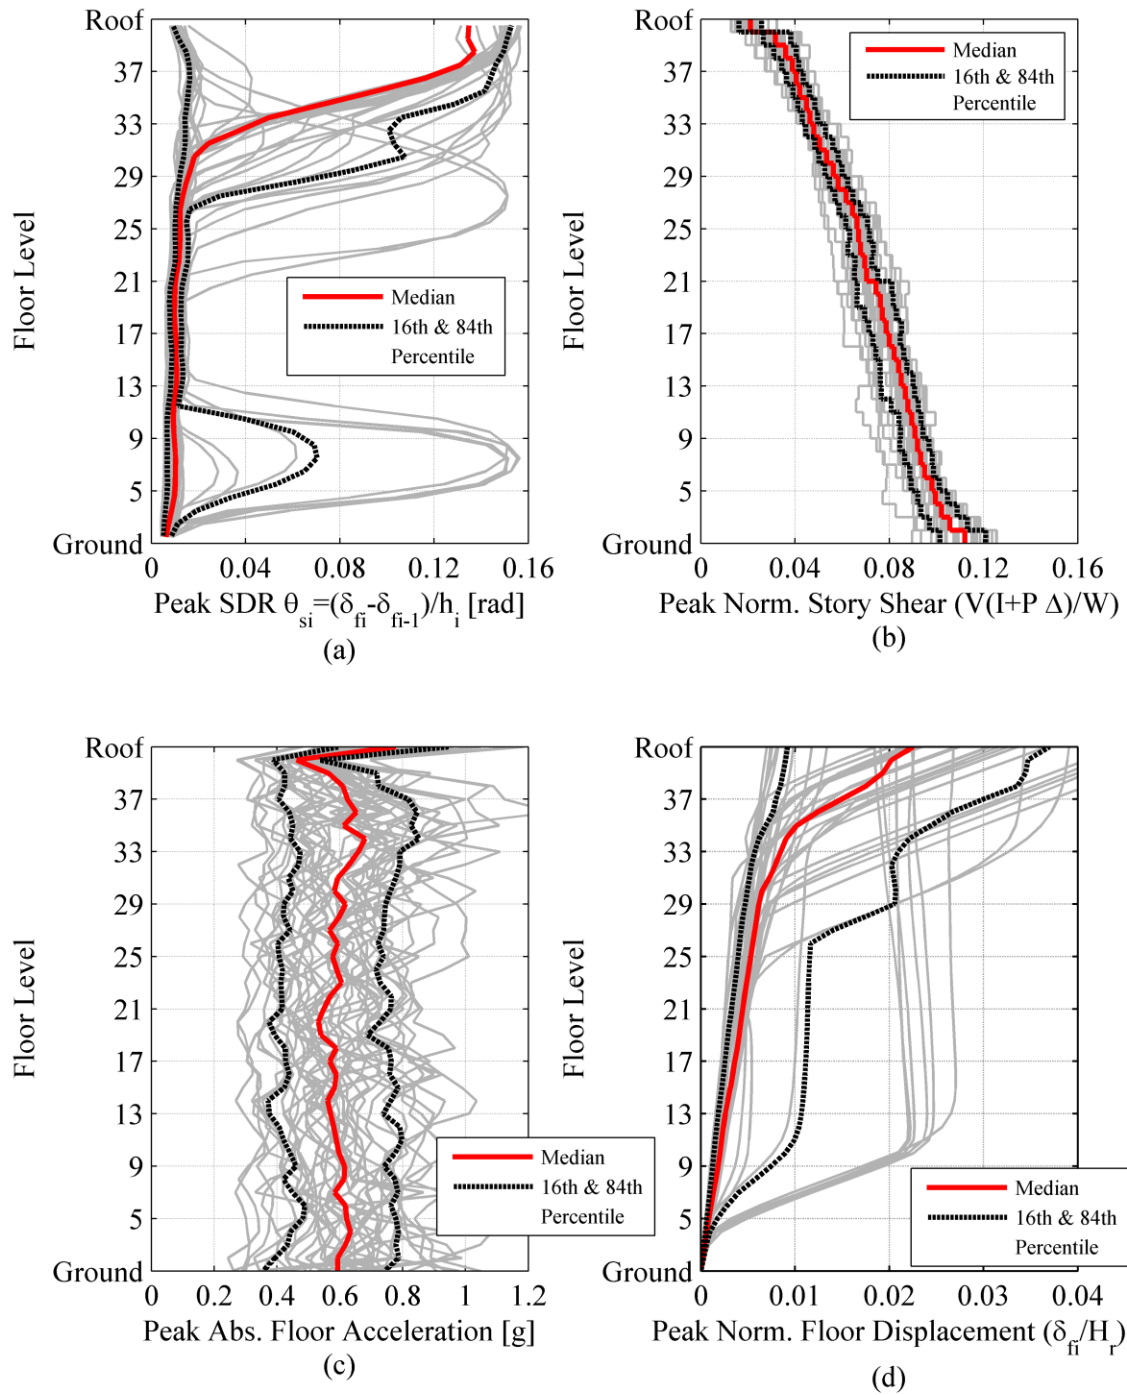 Roof
37
33
29
25
21
17
13
9
5
Ground
Floor Level
0 0.04 0.08 0.12 0.16
Peak SDR θsi=(δfi-δfi-1)/hi [rad]
(a)
Median
16th & 84th
Percentile
Roof
37
33
29
25
21
17
13
9
5
Ground
Floor Level
0 0.04 0.08 0.12 0.16
Peak Norm. Story Shear (V(I+P Δ)/W)
(b)
Median
16th & 84th
Percentile
Roof
37
33
29
25
21
17
13
9
5
Ground
Floor Level
0 0.2 0.4 0.6 0.8 1 1.2
Peak Abs. Floor Acceleration [g]
(c)
Median
16th & 84th
Percentile
Roof
37
33
29
25
21
17
13
9
5
Ground
Floor Level
0 0.01 0.02 0.03 0.04
Peak Norm. Floor Displacement (δfi/Hr)
(d)
Median
16th & 84th
Percentile